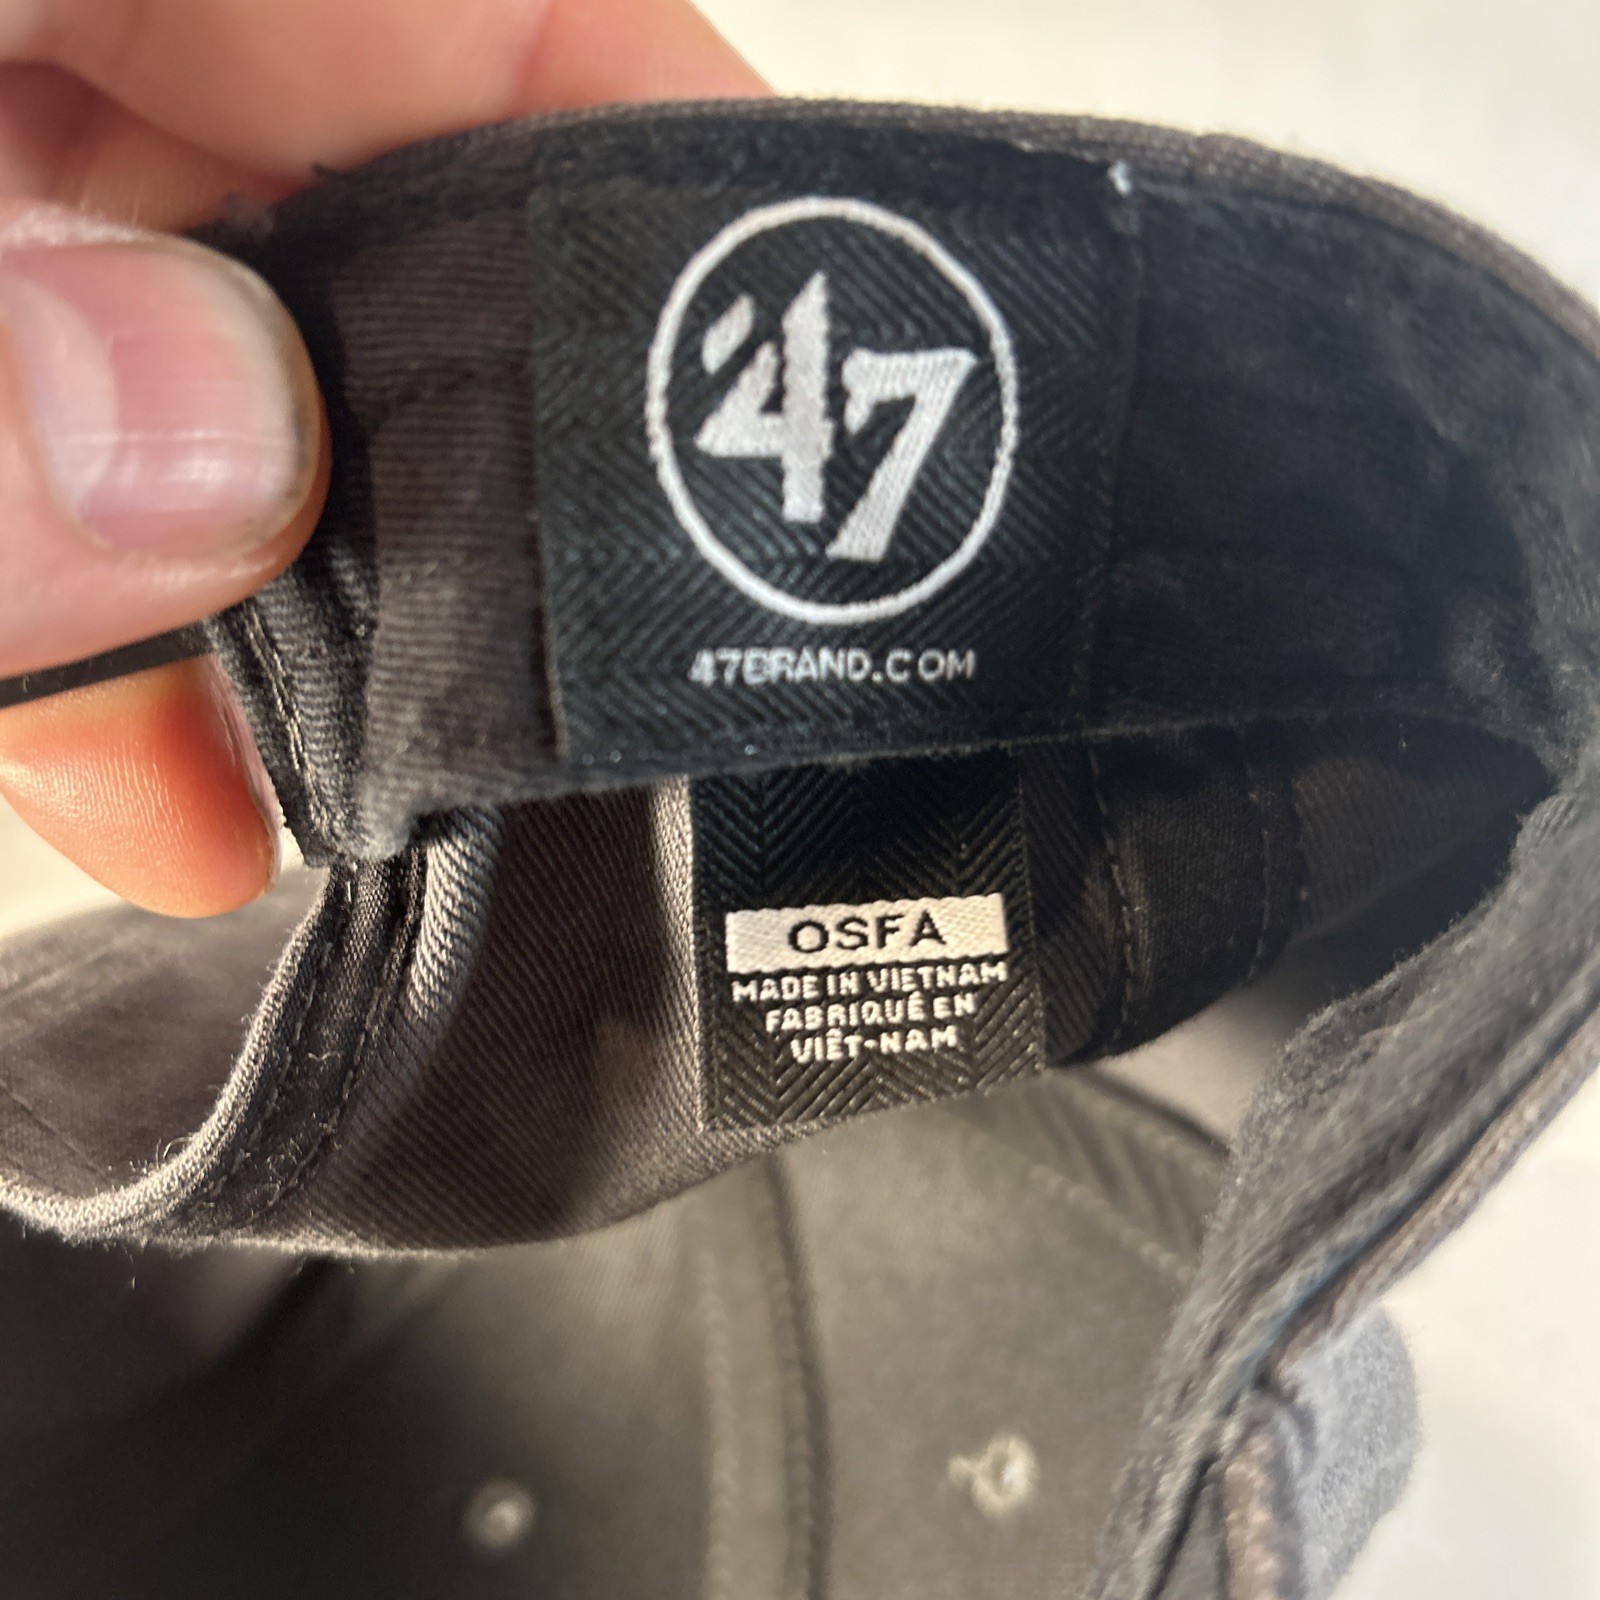 '47
47BRAND.COM
OSFA
MADE IN VIETNAM
FABRIQUÉ EN
VIÊT-NAM